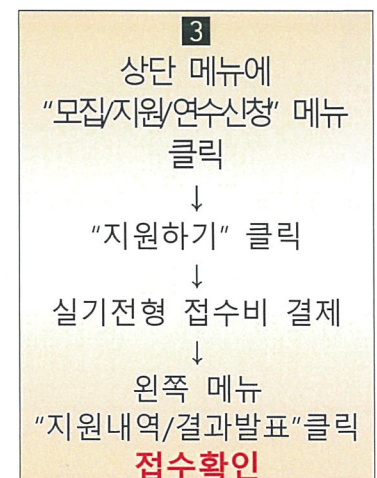 3
상단 메뉴에
"모집/지원/연수신청" 메뉴
클릭
↓
"지원하기" 클릭
↓
실기전형 접수비 결제
↓
왼쪽 메뉴
"지원내역/결과발표"클릭
접수확인